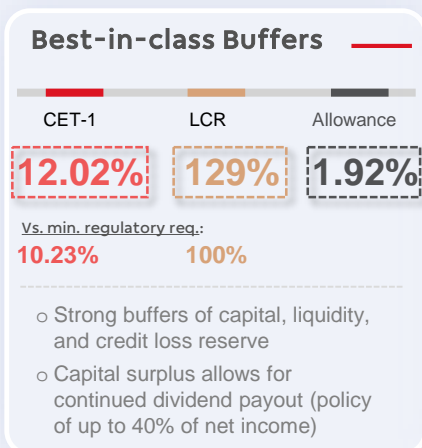 Best-in-class Buffers
CET-1 LCR Allowance
12.02% 129% 1.92%
Vs. min. regulatory req.:
10.23% 100%
o Strong buffers of capital, liquidity,
and credit loss reserve
o Capital surplus allows for
continued dividend payout (policy
of up to 40% of net income)